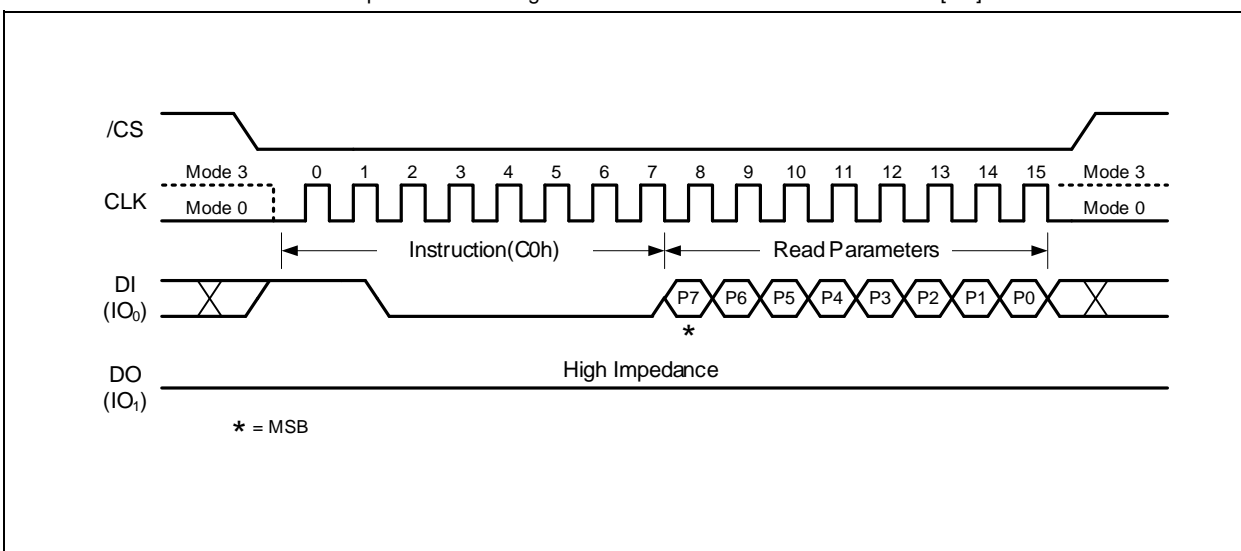 /CS
Mode 3 0 1 2 3 4 5 6 7 8 9 10 11 12 13 14 15 Mode 3
CLK
Mode 0 Mode 0
Instruction(C0h) Read Parameters
DI
(IO₀)
P7 P6 P5 P4 P3 P2 P1 P0
*
High Impedance
DO
(IO₁)
* = MSB